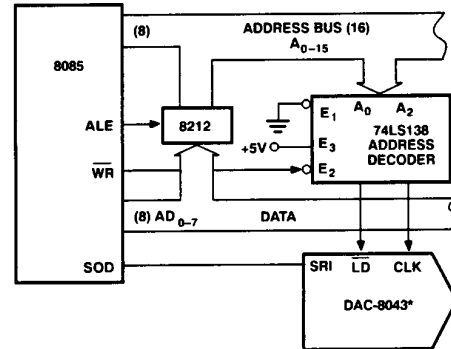 (8)
ADDRESS BUS (16)
A0–15
8085
ALE
8212
E1
A0
A2
74LS138
ADDRESS
DECODER
+5V
E3
E2
WR
(8) AD0–7
DATA
SOD
SRI
LD
CLK
DAC-8043*